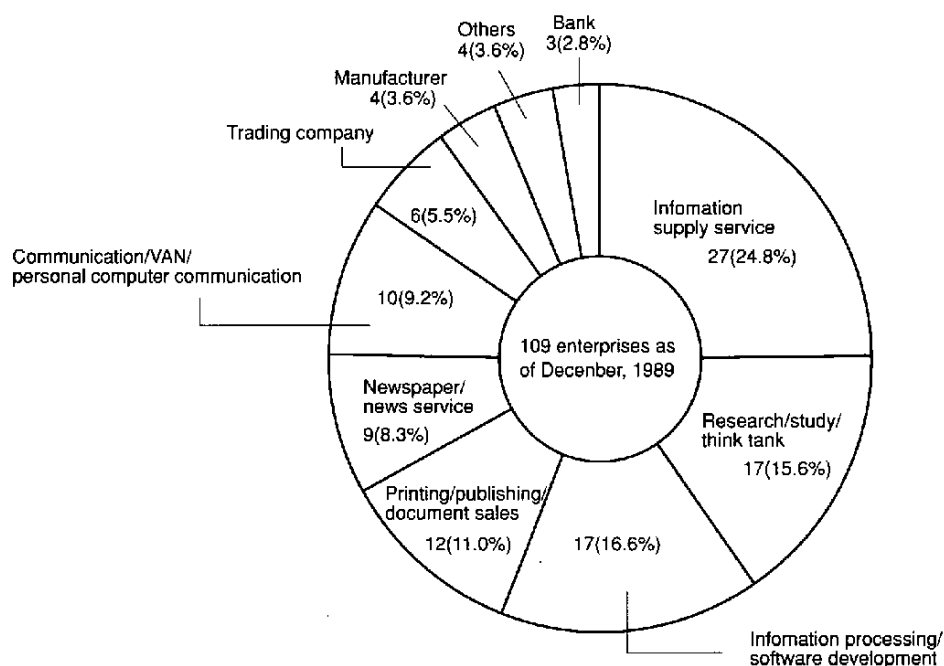 Others
4(3.6%)
Bank
3(2.8%)
Manufacturer
4(3.6%)
Trading company
6(5.5%)
Infomation
supply service
27(24.8%)
Communication/VAN/
personal computer communication
10(9.2%)
109 enterprises as
of Decenber, 1989
Newspaper/
news service
9(8.3%)
Research/study/
think tank
17(15.6%)
Printing/publishing/
document sales
12(11.0%)
17(16.6%)
Infomation processing/
software development